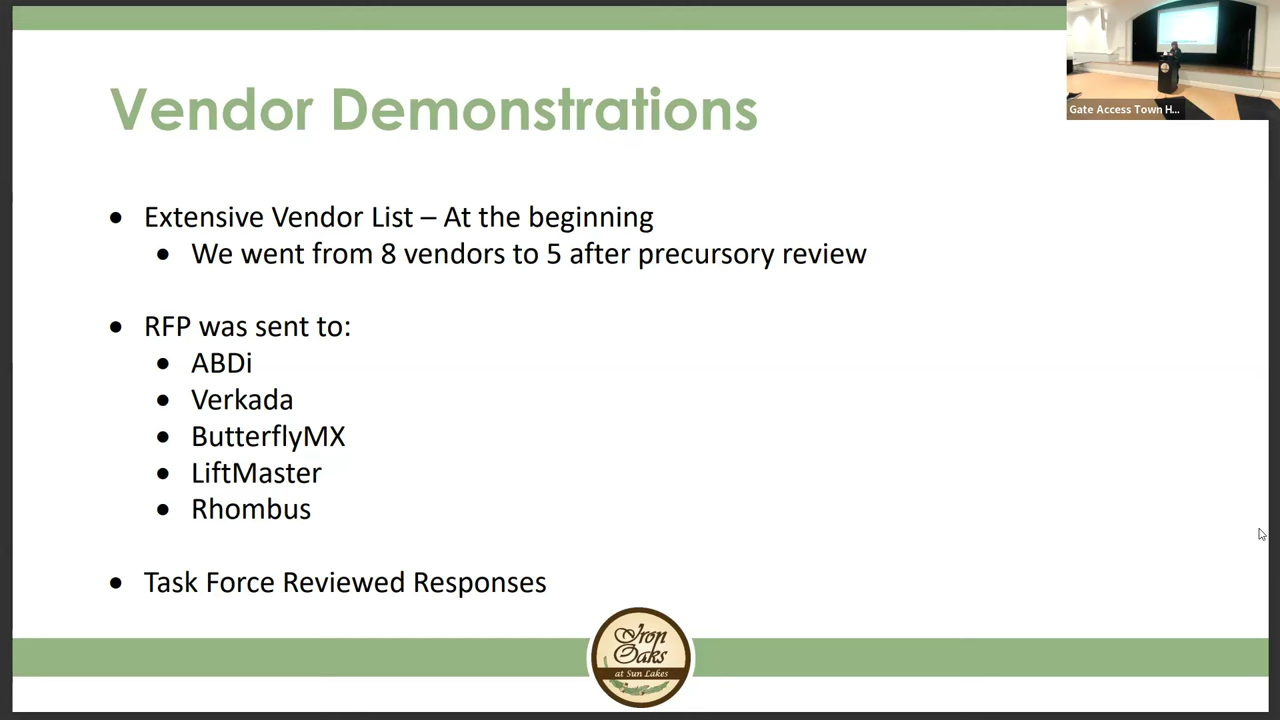 Vendor Demonstrations
Gate Access Town H...
• Extensive Vendor List – At the beginning
• We went from 8 vendors to 5 after precursory review
• RFP was sent to:
• ABDi
• Verkada
• ButterflyMX
• LiftMaster
• Rhombus
• Task Force Reviewed Responses
Iron
Oaks
at Sun Lakes